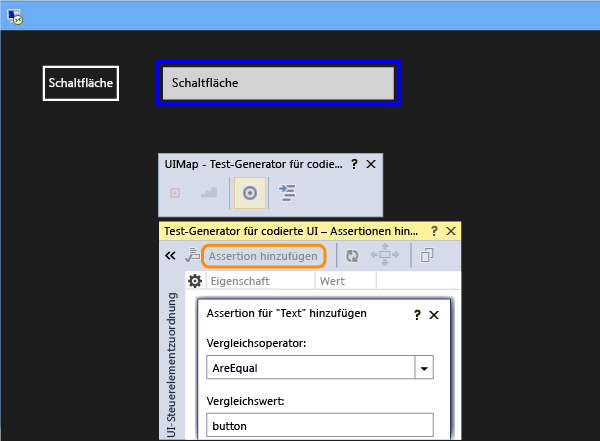 Schaltfläche
Schaltfläche
UIMap - Test-Generator für codie... ?
Test-Generator für codierte UI – Assertionen hin... ?
Assertion hinzufügen
Eigenschaft Wert
UI-Steuerelementzuordnung
Assertion für "Text" hinzufügen ?
Vergleichsoperator:
AreEqual
Vergleichswert:
button